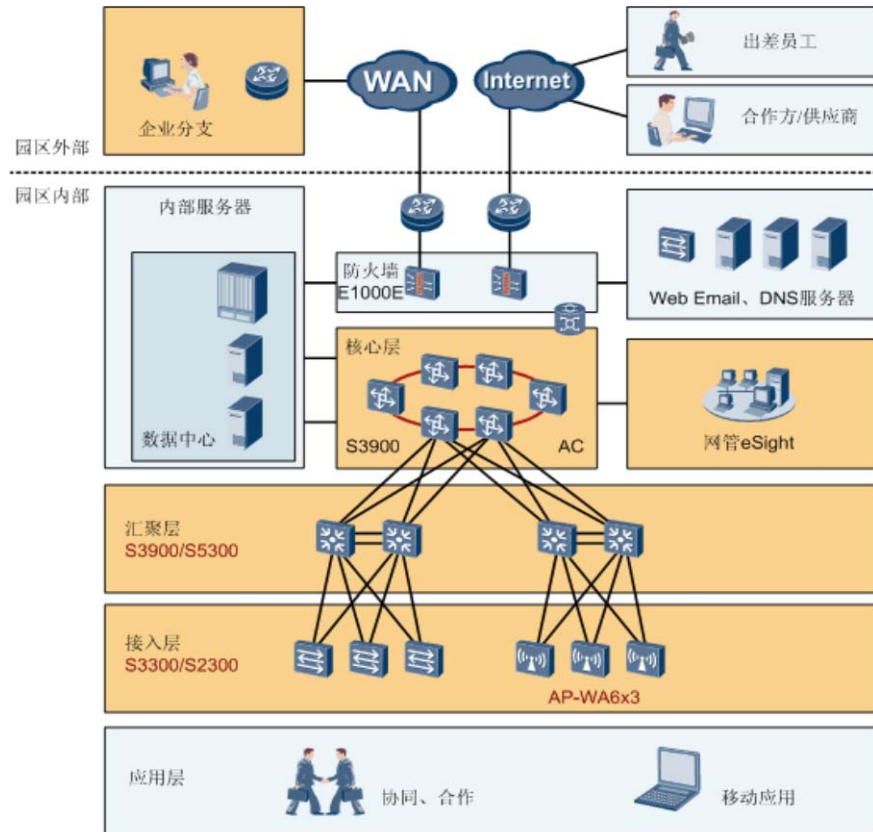 WAN
Internet
出差员工
企业分支
合作方/供应商
园区外部
园区内部
内部服务器
防火墙
E1000E
Web Email、DNS服务器
核心层
数据中心
S3900
AC
网管eSight
汇聚层
S3900/S5300
接入层
S3300/S2300
AP-WA6x3
应用层
协同、合作
移动应用